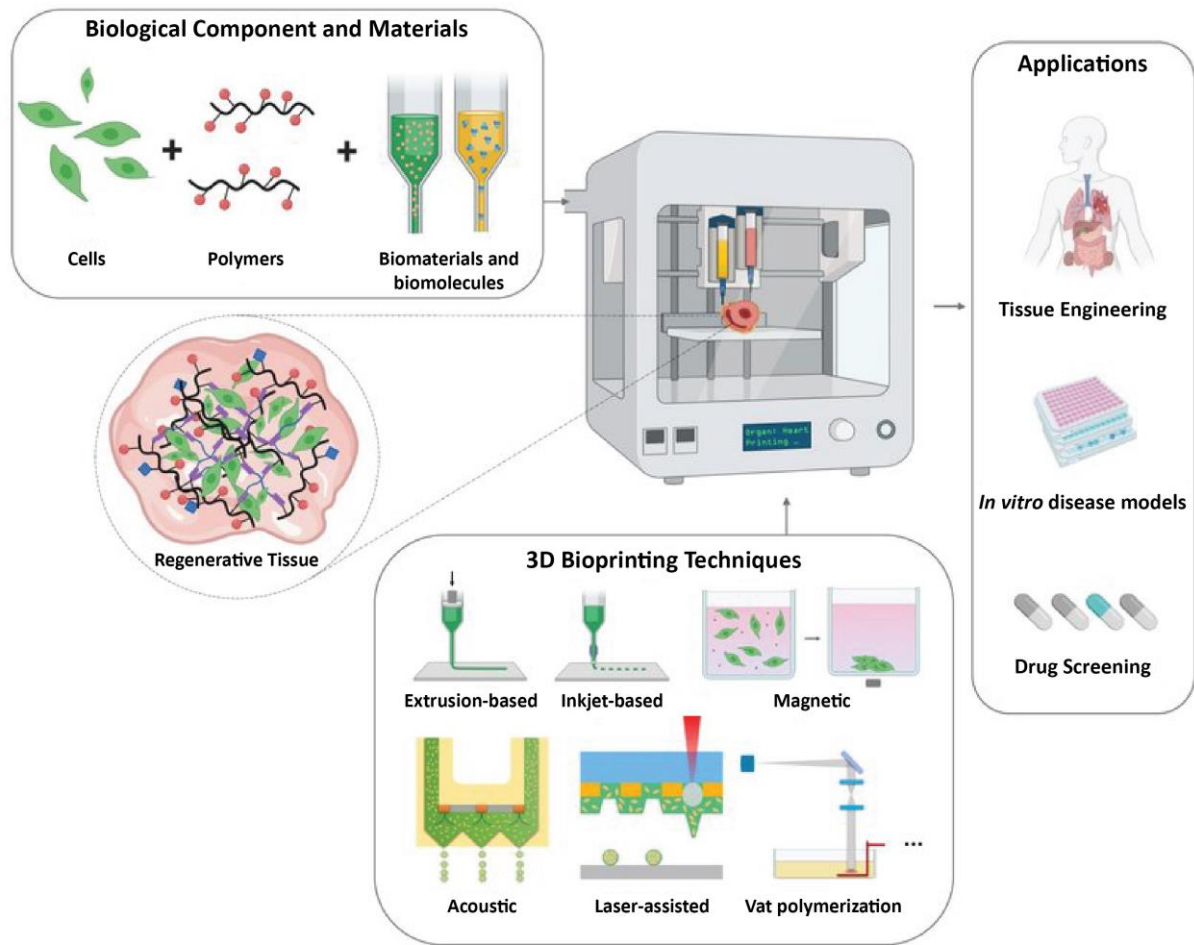 Biological Component and Materials
+
+
Cells
Polymers
Biomaterials and
biomolecules
Regenerative Tissue
Organ: Heart
Printing _
3D Bioprinting Techniques
Extrusion-based
Inkjet-based
Magnetic
Acoustic
Laser-assisted
Vat polymerization
...
Applications
Tissue Engineering
In vitro disease models
Drug Screening